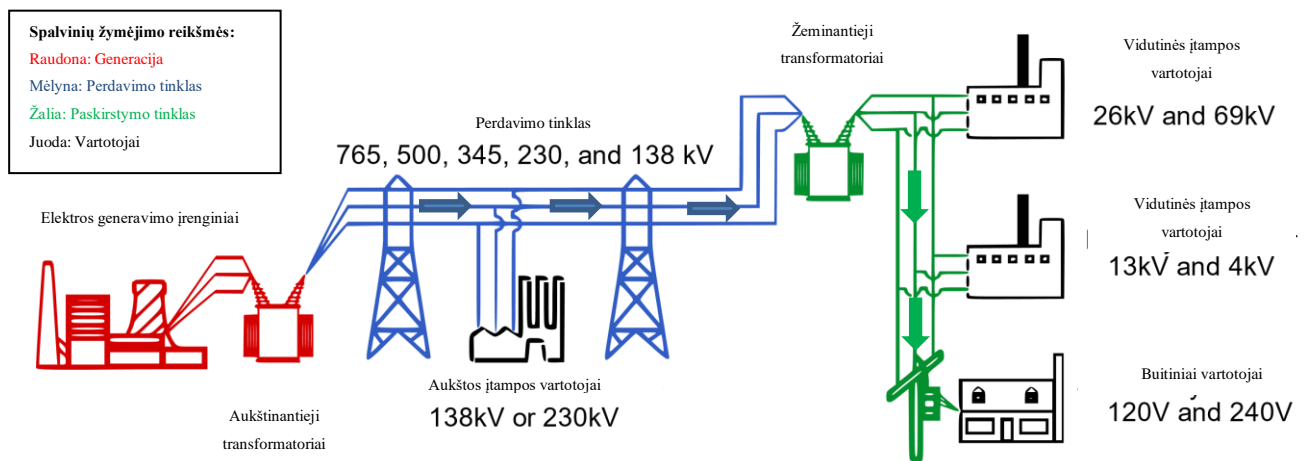 Spalvinių žymėjimo reikšmės:
Raudona: Generacija
Mėlyna: Perdavimo tinklas
Žalia: Paskirstymo tinklas
Juoda: Vartotojai
Elektros generavimo įrenginiai
Aukštinantieji
transformatoriai
Perdavimo tinklas
765, 500, 345, 230, and 138 kV
Aukštos įtampos vartotojai
138kV or 230kV
Žeminantieji
transformatoriai
Vidutinės įtampos
vartotojai
26kV and 69kV
Vidutinės įtampos
vartotojai
13kV and 4kV
Buitiniai vartotojai
120V and 240V